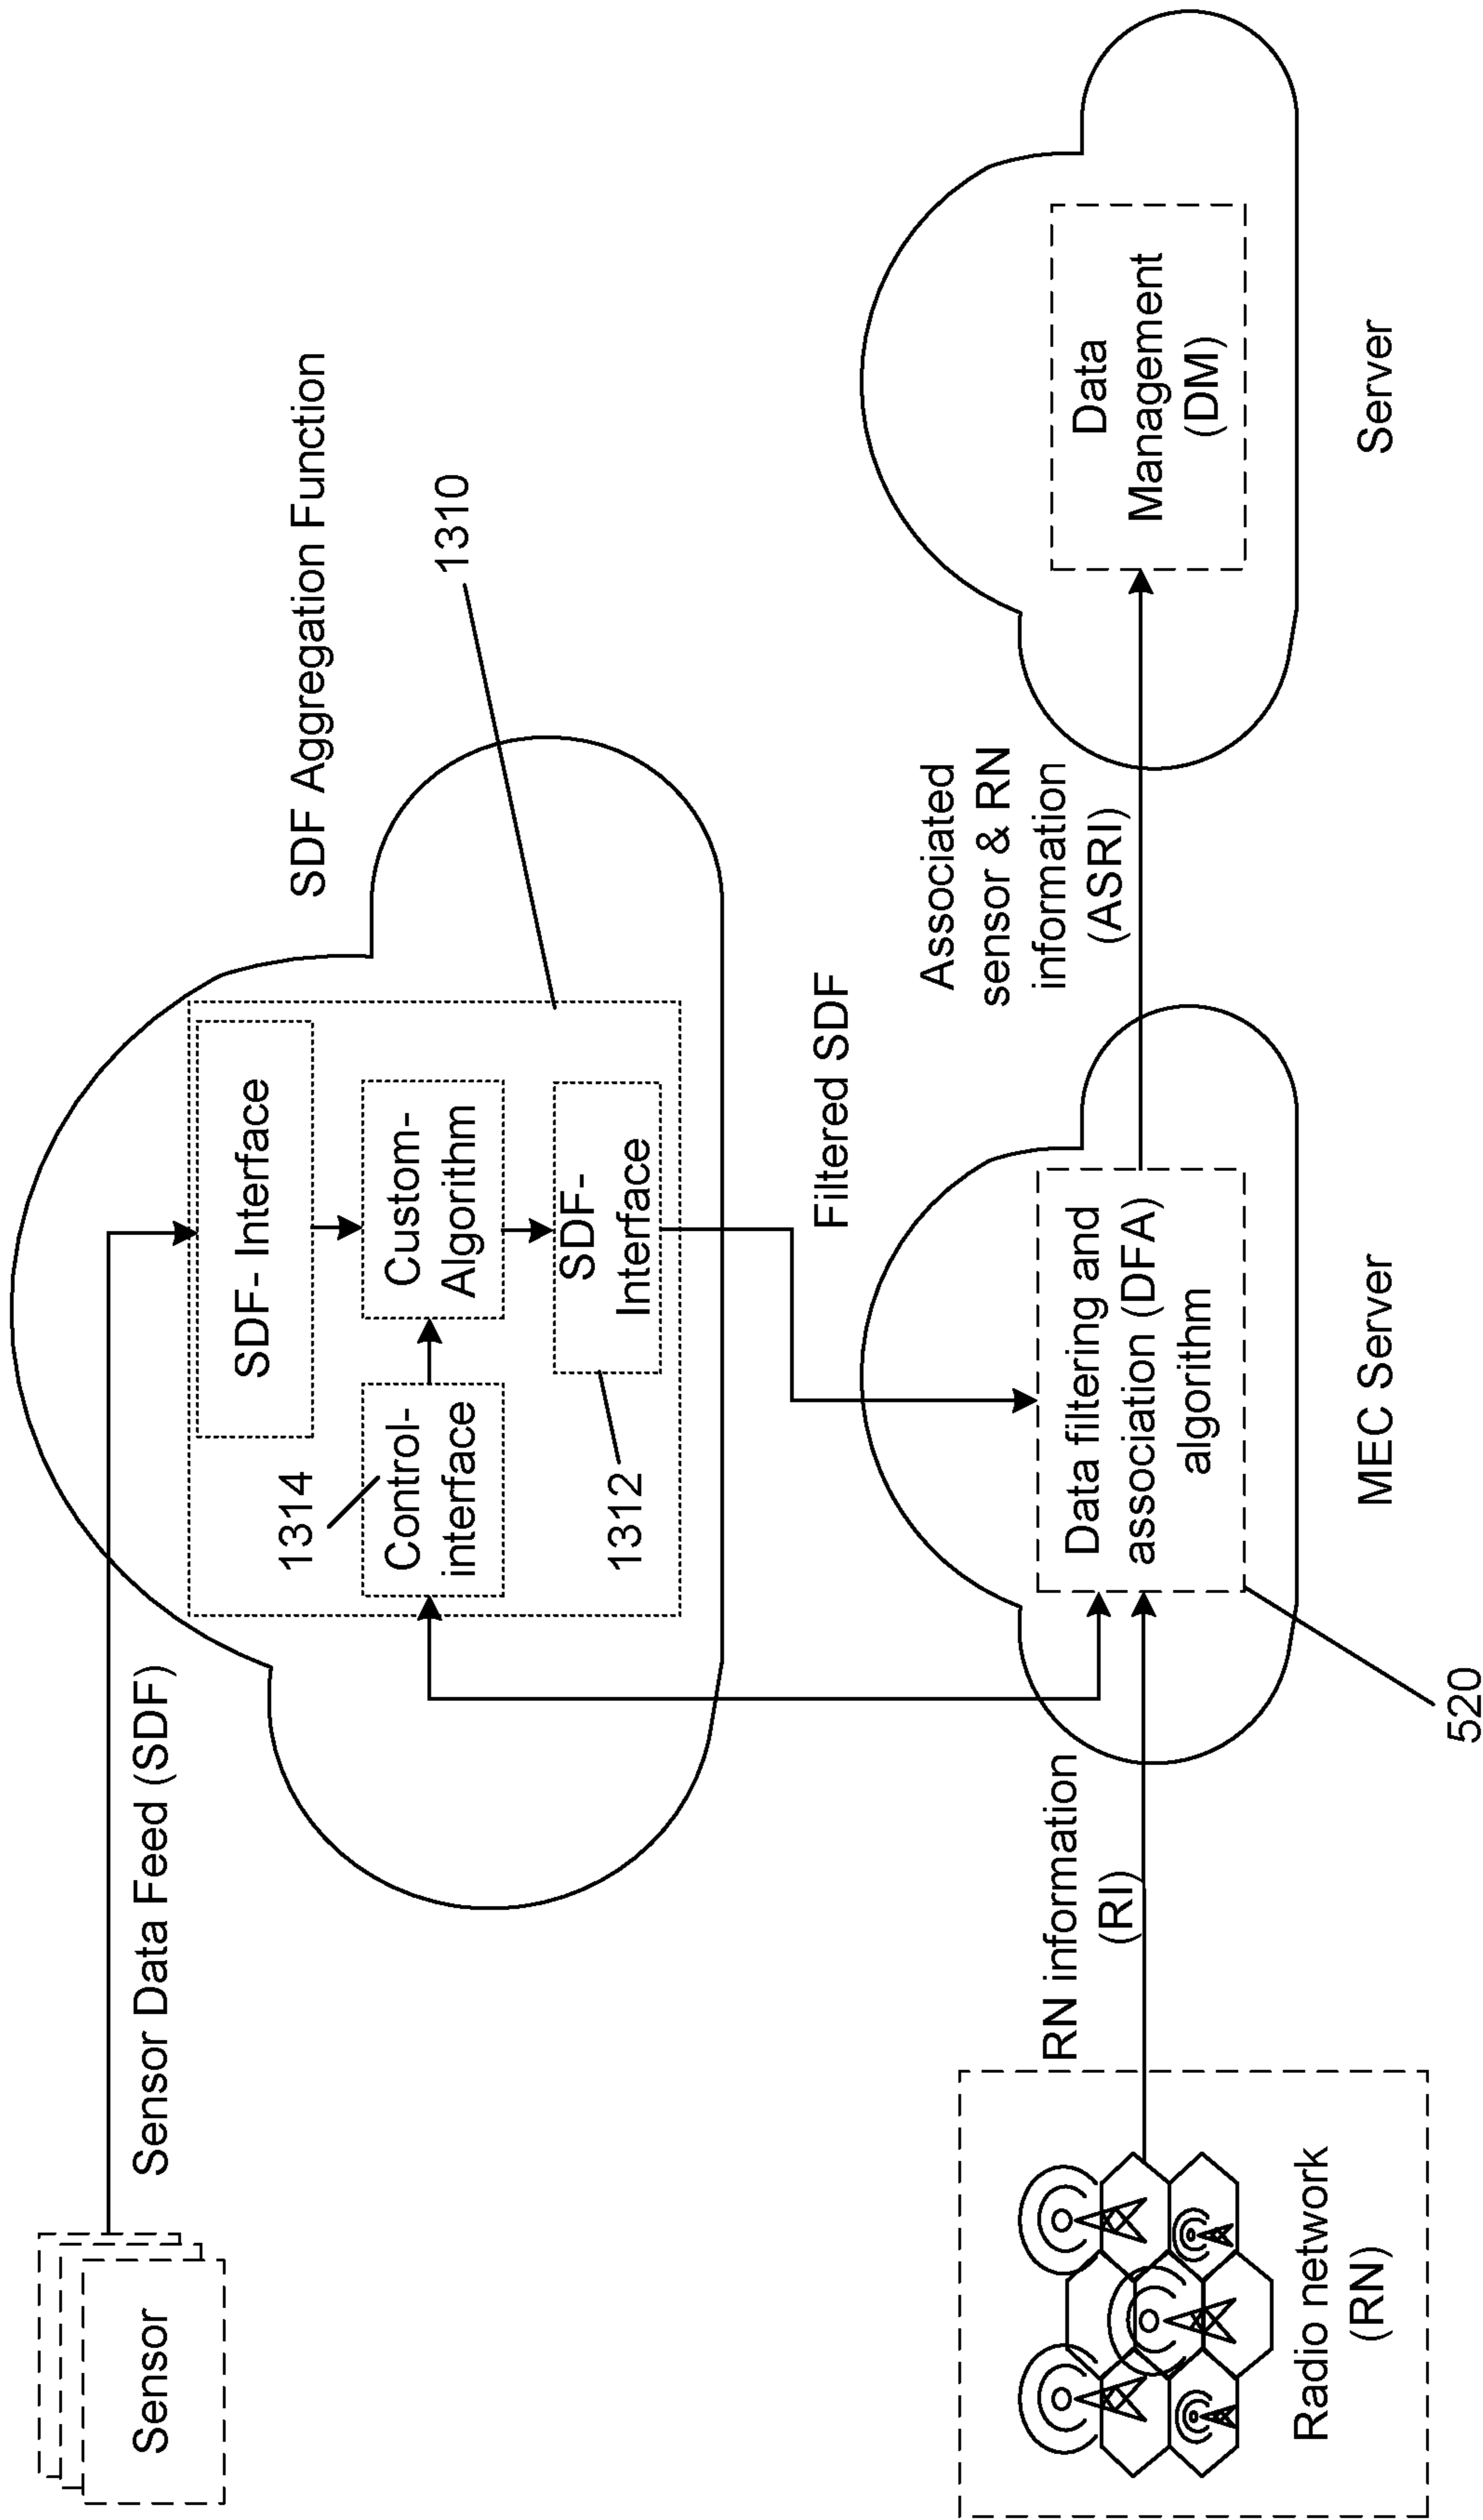 Sensor
Sensor Data Feed (SDF)
SDF Aggregation Function
1310
SDF- Interface
1314
Control-
interface
Custom-
Algorithm
1312
SDF-
Interface
Filtered SDF
Radio network
(RN)
RN information
(RI)
Data filtering and
association (DFA)
algorithm
520
MEC Server
Associated
sensor & RN
information
(ASRI)
Data
Management
(DM)
Server